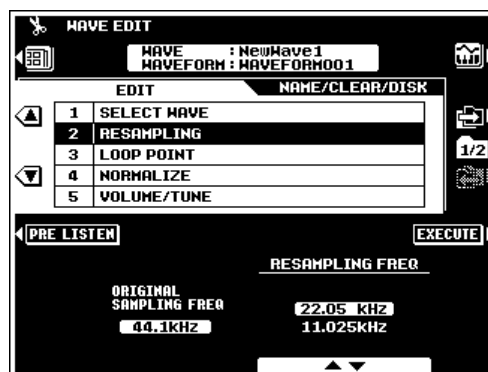 WAVE EDIT
WAVE : NewWave1
WAVEFORM : WAVEFORM001
EDIT NAME/CLEAR/DISK
1 SELECT WAVE
2 RESAMPLING
3 LOOP POINT
4 NORMALIZE
5 VOLUME/TUNE
1/2
PRE LISTEN EXECUTE
RESAMPLING FREQ
ORIGINAL
SAMPLING FREQ
22.05 KHz
44.1KHz
11.025KHz